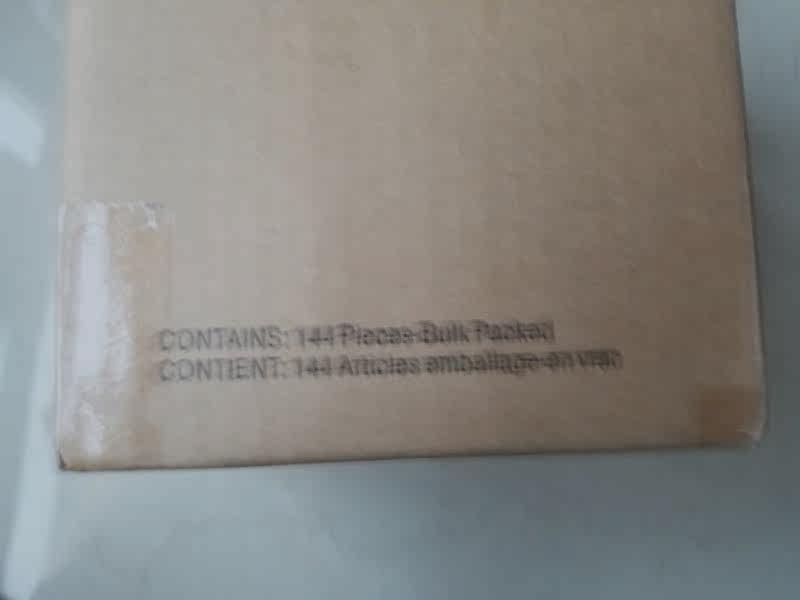 CONTAINS: 144 Pieces Bulk Packed
CONTIENT: 144 Articles emballage en vrac